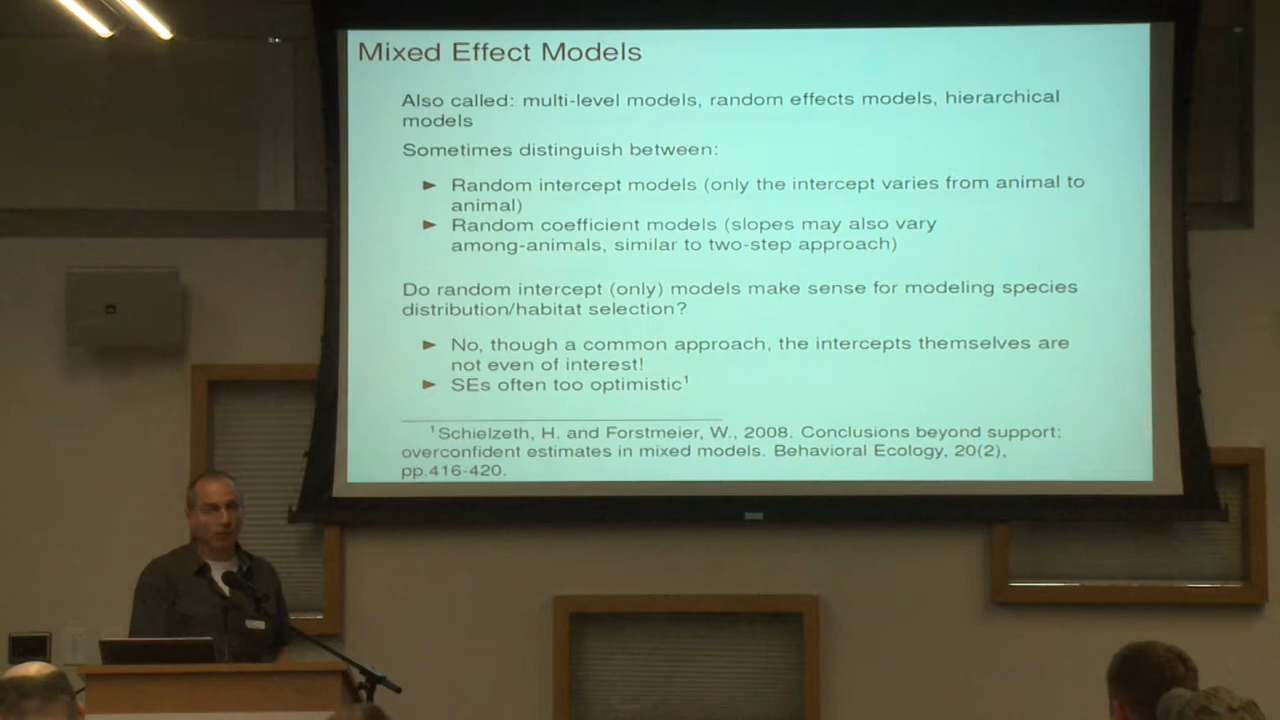 Mixed Effect Models
Also called: multi-level models, random effects models, hierarchical
models
Sometimes distinguish between:
► Random intercept models (only the intercept varies from animal to
animal)
► Random coefficient models (slopes may also vary
among-animals, similar to two-step approach)
Do random intercept (only) models make sense for modeling species
distribution/habitat selection?
► No, though a common approach, the intercepts themselves are
not even of interest!
► SEs often too optimistic¹
¹Schielzeth, H. and Forstmeier, W., 2008. Conclusions beyond support:
overconfident estimates in mixed models. Behavioral Ecology, 20(2),
pp.416-420.